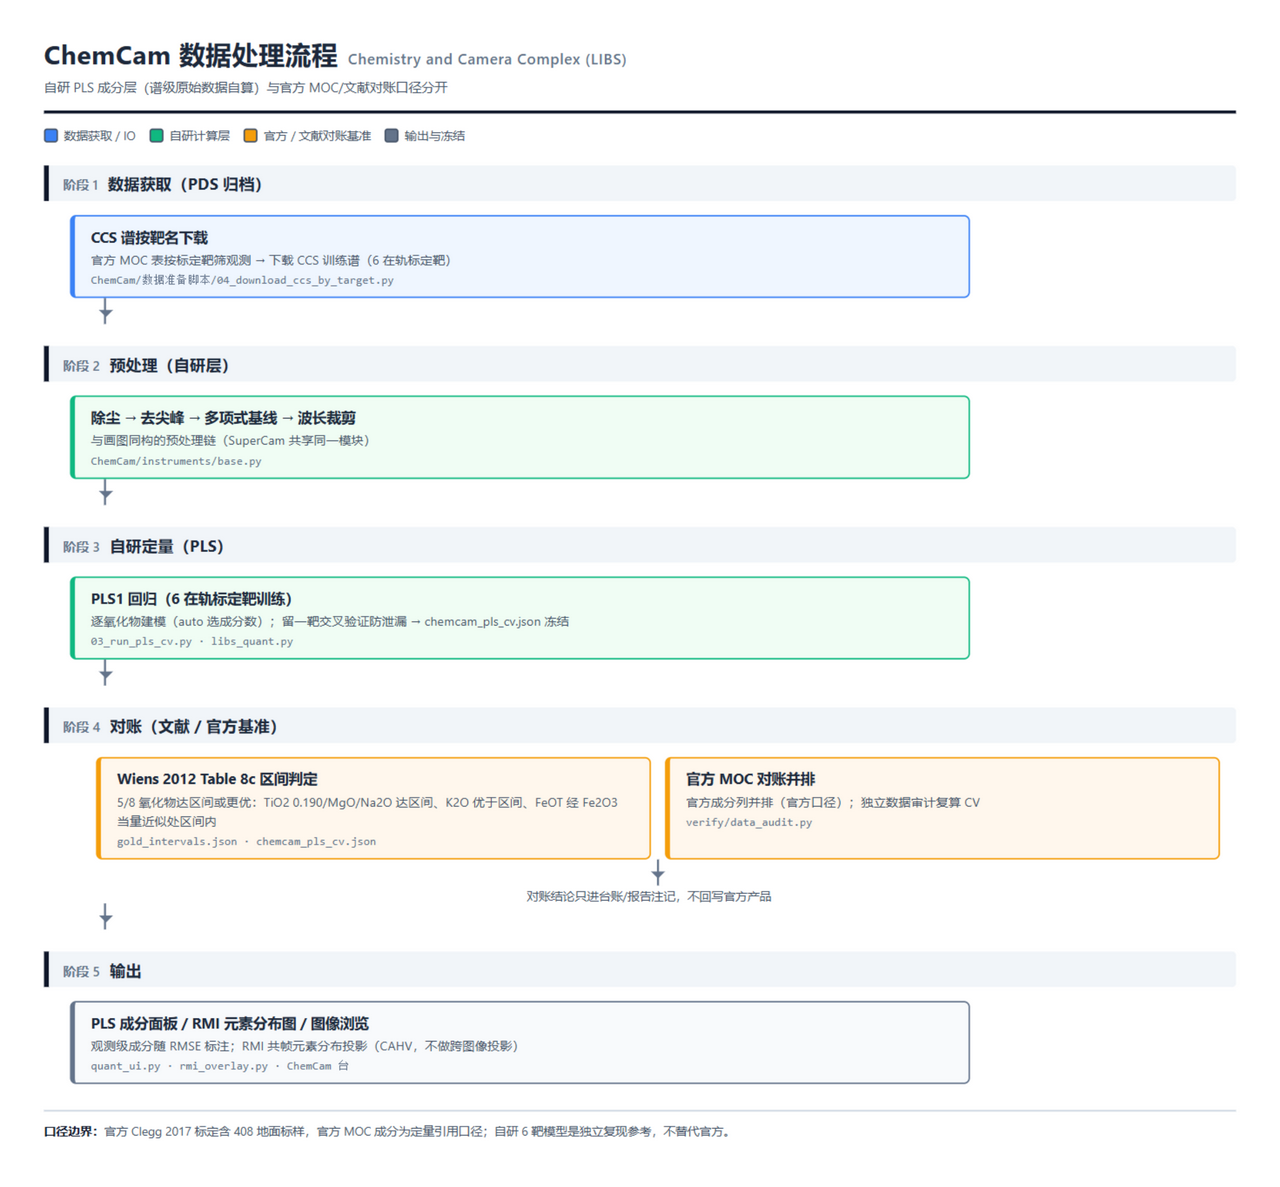 ChemCam 数据处理流程 Chemistry and Camera Complex (LIBS)
自研 PLS 成分层（谱级原始数据自算）与官方 MOC/文献对账口径分开
数据获取 / IO 自研计算层 官方 / 文献对账基准 输出与冻结
阶段 1 数据获取（PDS 归档）
CCS 谱按靶名下载
官方 MOC 表按标定靶筛观测 → 下载 CCS 训练谱（6 在轨标定靶）
ChemCam/数据准备脚本/04_download_ccs_by_target.py
阶段 2 预处理（自研层）
除尘 → 去尖峰 → 多项式基线 → 波长裁剪
与画图同构的预处理链（SuperCam 共享同一模块）
ChemCam/instruments/base.py
阶段 3 自研定量（PLS）
PLS1 回归（6 在轨标定靶训练）
逐氧化物建模（auto 选成分数）；留一靶交叉验证防泄漏 → chemcam_pls_cv.json 冻结
03_run_pls_cv.py · libs_quant.py
阶段 4 对账（文献 / 官方基准）
Wiens 2012 Table 8c 区间判定
5/8 氧化物达区间或更优：TiO2 0.190/MgO/Na2O 达区间、K2O 优于区间、FeOT 经 Fe2O3
当量近似处区间内
gold_intervals.json · chemcam_pls_cv.json
官方 MOC 对账并排
官方成分列并排（官方口径）；独立数据审计复算 CV
verify/data_audit.py
对账结论只进台账/报告注记，不回写官方产品
阶段 5 输出
PLS 成分面板 / RMI 元素分布图 / 图像浏览
观测级成分随 RMSE 标注；RMI 共帧元素分布投影（CAHV，不做跨图像投影）
quant_ui.py · rmi_overlay.py · ChemCam 台
口径边界：官方 Clegg 2017 标定含 408 地面标样，官方 MOC 成分为定量引用口径；自研 6 靶模型是独立复现参考，不替代官方。